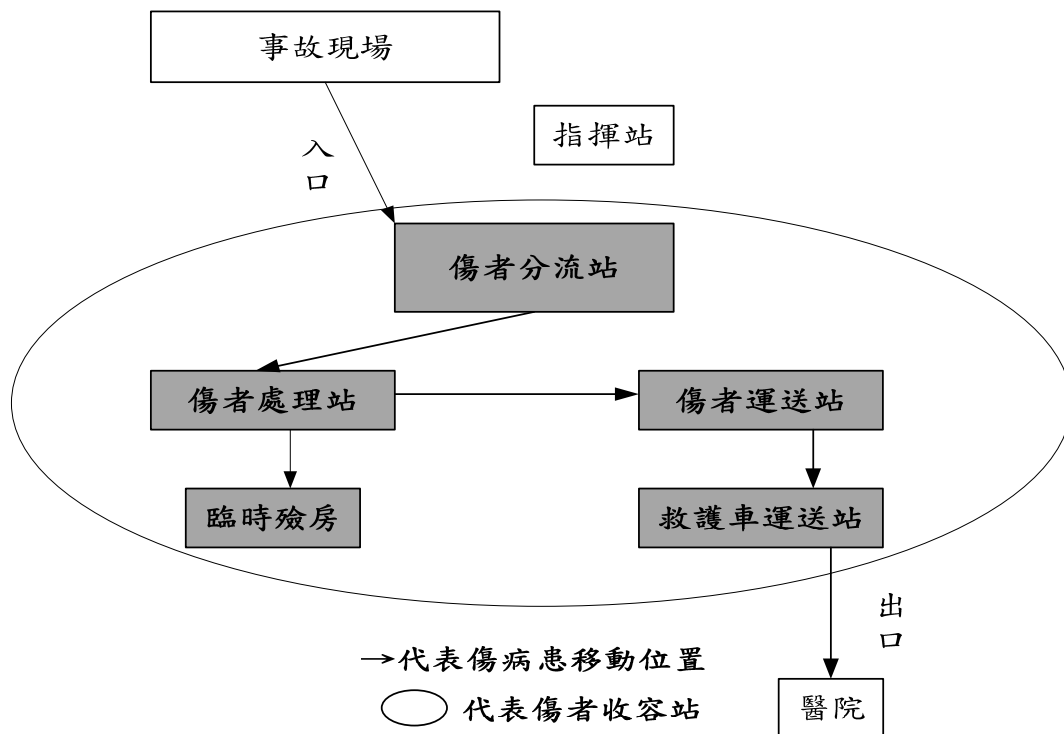 事故現場
指揮站
入
口
傷者分流站
傷者處理站
傷者運送站
臨時殮房
救護車運送站
出
口
→代表傷病患移動位置
代表傷者收容站
醫院